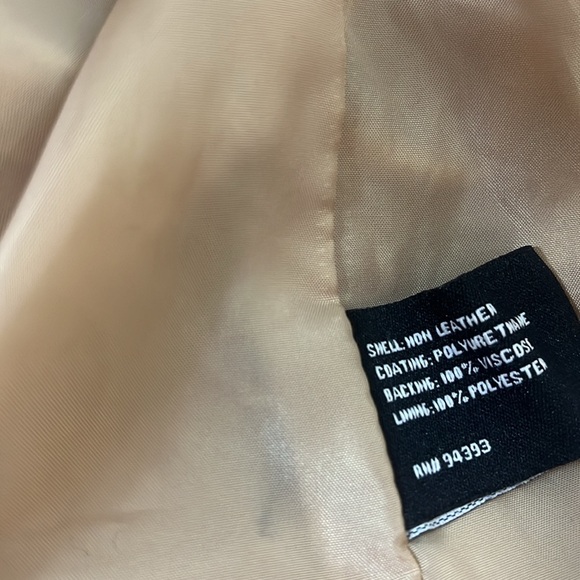 SHELL: NON LEATHER
COATING: POLYURETHANE
BACKING: 100% VISCOSE
LINING: 100% POLYESTER
RN# 94393